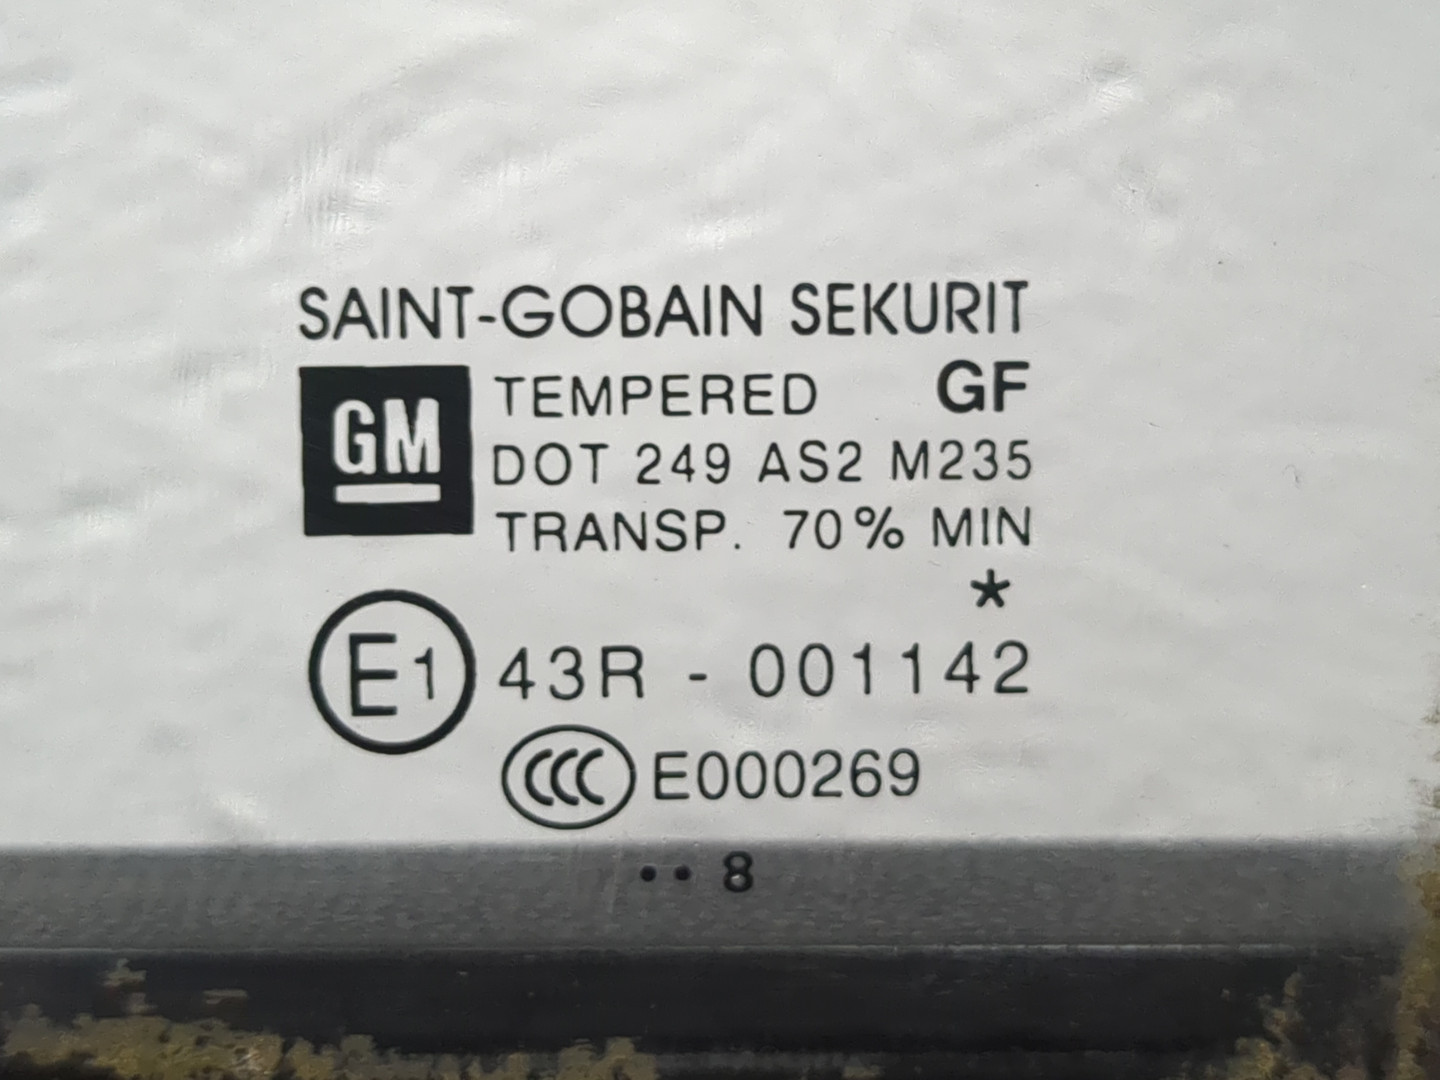 SAINT-GOBAIN SEKURIT
GM TEMPERED GF
DOT 249 AS2 M235
TRANSP. 70% MIN
*
E1 43R - 001142
CCC E000269
•• 8